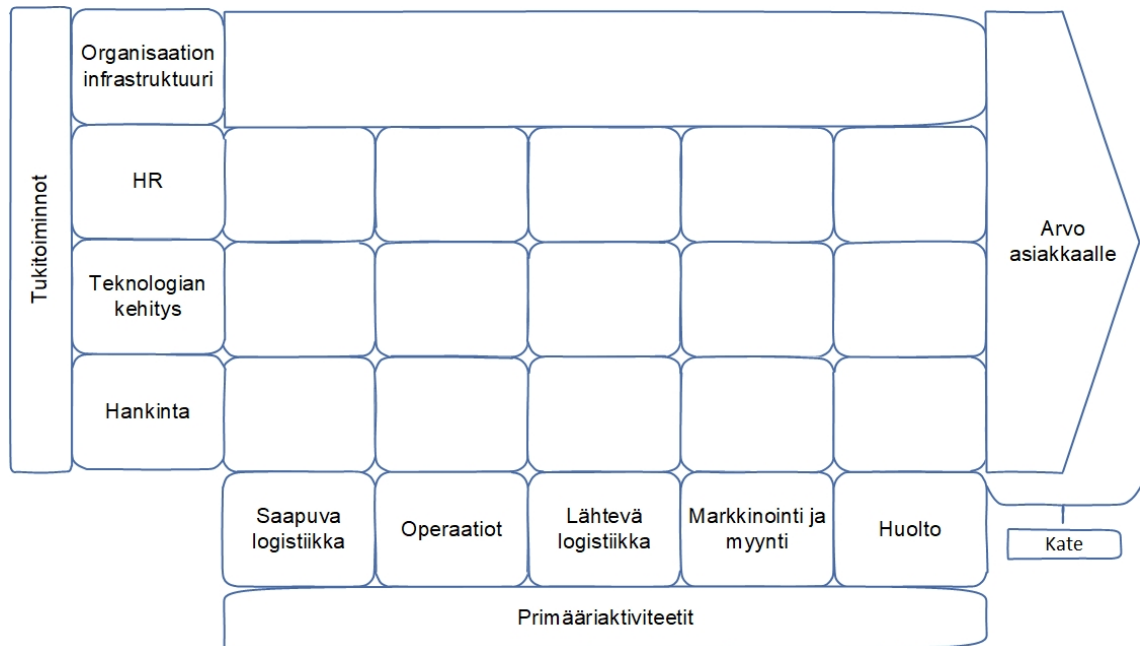 Tukitoiminnot
Organisaation
infrastruktuuri
HR
Teknologian
kehitys
Hankinta
Arvo
asiakkaalle
Saapuva
logistiikka
Operaatiot
Lähtevä
logistiikka
Markkinointi ja
myynti
Huolto
Kate
Primääriaktiviteetit